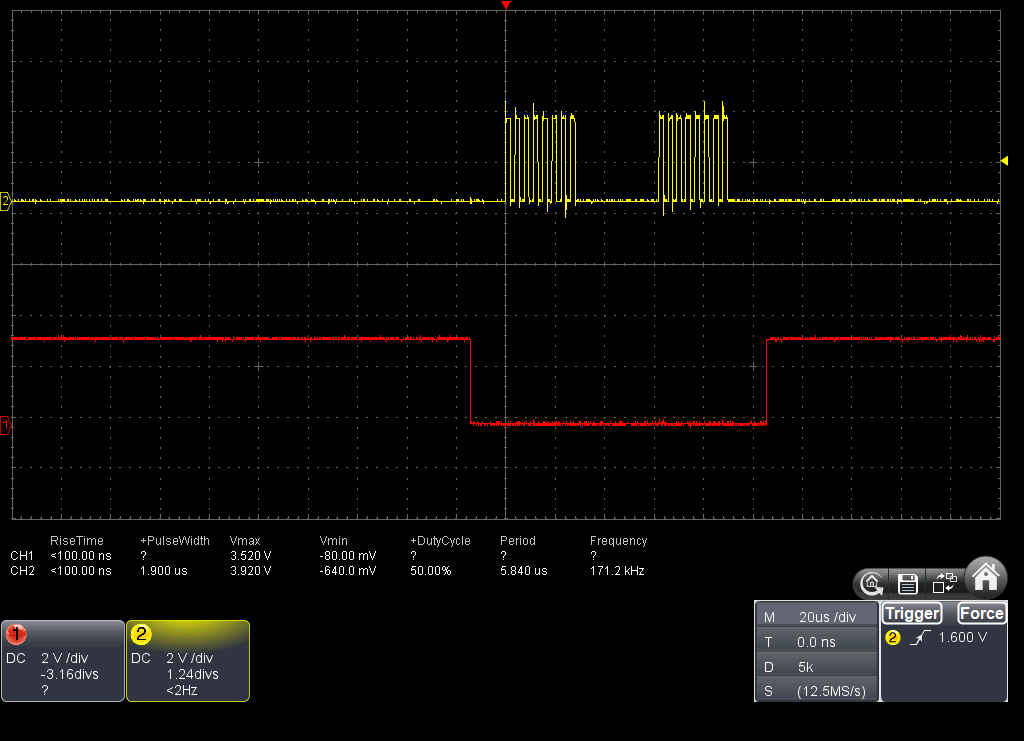 2
1
RiseTime +PulseWidth Vmax Vmin +DutyCycle Period Frequency
CH1 <100.00 ns ? 3.520 V -80.00 mV ? ? ?
CH2 <100.00 ns 1.900 us 3.920 V -640.0 mV 50.00% 5.840 us 171.2 kHz
1
DC 2 V /div
-3.16divs
?
2
DC 2 V /div
1.24divs
<2Hz
M 20us /div
T 0.0 ns
D 5k
S (12.5MS/s)
Trigger Force
2 1.600 V